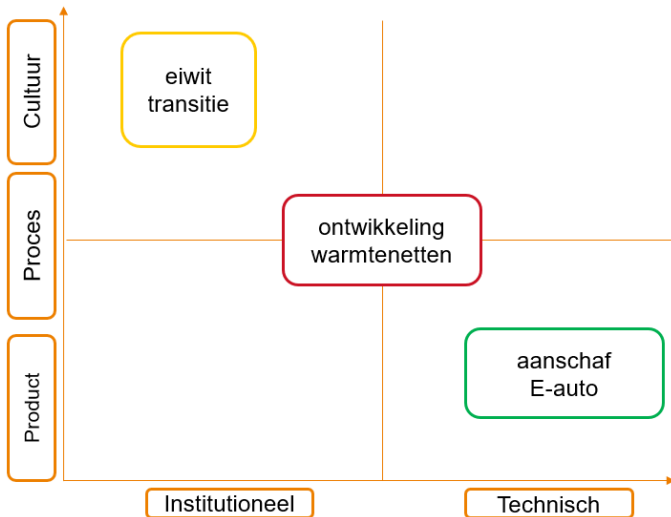 Cultuur
eiwit
transitie
Proces
ontwikkeling
warmtenetten
Product
aanschaf
E-auto
Institutioneel
Technisch